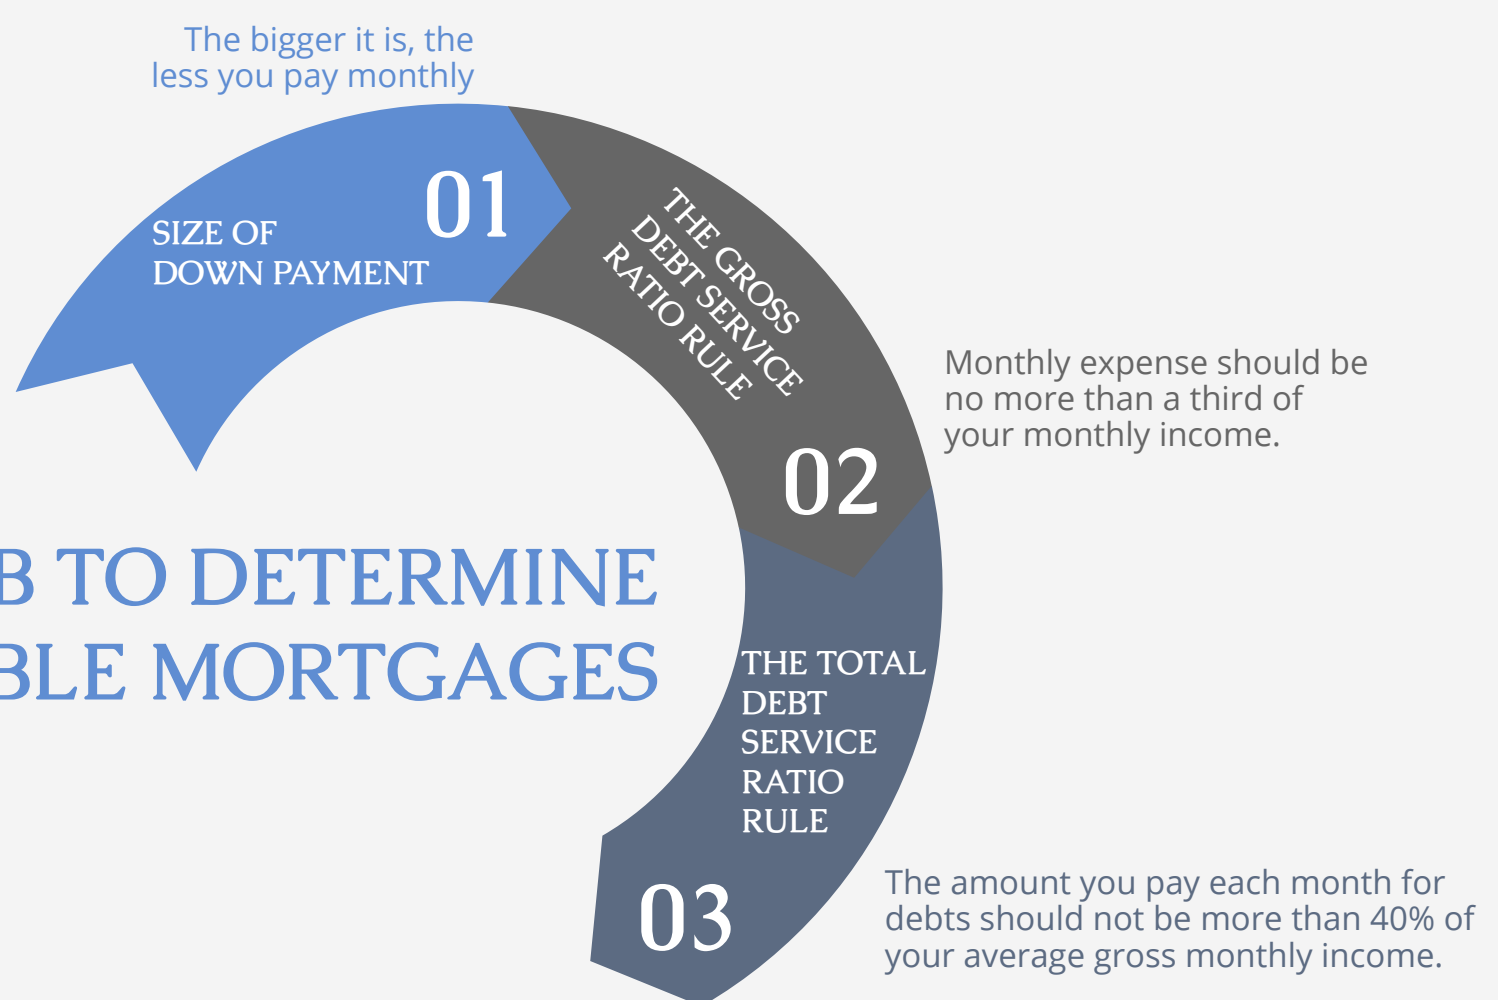 The bigger it is, the
less you pay monthly
01
SIZE OF
DOWN PAYMENT
THE GROSS
DEBT SERVICE
RATIO RULE
02
Monthly expense should be
no more than a third of
your monthly income.
B TO DETERMINE
BLE MORTGAGES
THE TOTAL
DEBT
SERVICE
RATIO
RULE
03
The amount you pay each month for
debts should not be more than 40% of
your average gross monthly income.